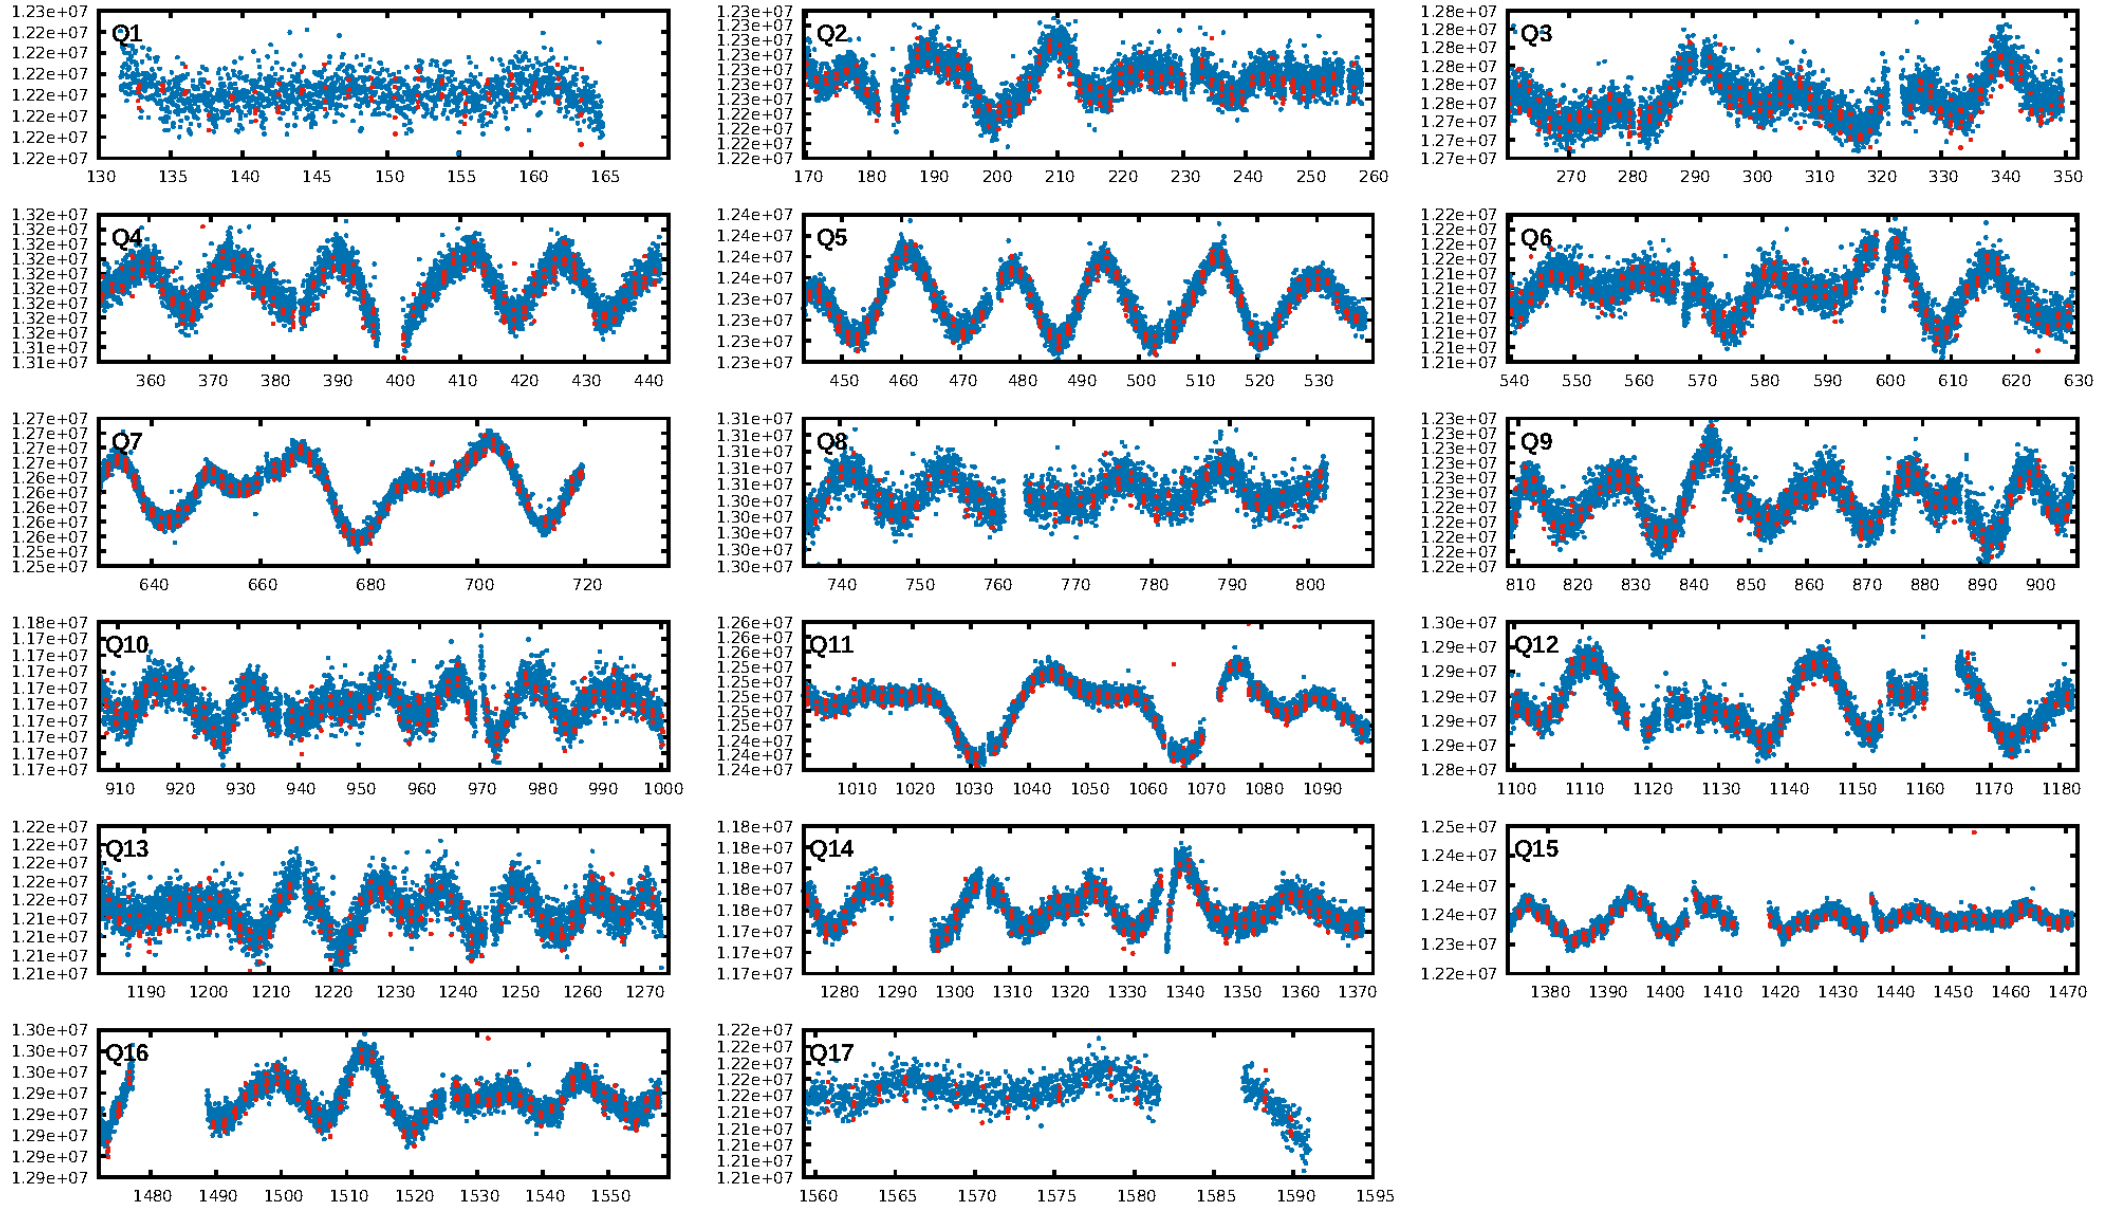 1.23e+07 1.22e+07 1.22e+07 1.22e+07 1.22e+07 1.22e+07 1.22e+07 1.22e+07
Q1
130 135 140 145 150 155 160 165
1.23e+07 1.23e+07 1.23e+07 1.23e+07 1.23e+07 1.23e+07 1.23e+07 1.23e+07 1.22e+07 1.22e+07 1.22e+07
Q2
170 180 190 200 210 220 230 240 250 260
1.28e+07 1.28e+07 1.28e+07 1.28e+07 1.28e+07 1.28e+07 1.27e+07 1.27e+07 1.27e+07
Q3
270 280 290 300 310 320 330 340 350
1.32e+07 1.32e+07 1.32e+07 1.32e+07 1.32e+07 1.32e+07 1.32e+07 1.32e+07 1.32e+07 1.31e+07 1.31e+07
Q4
360 370 380 390 400 410 420 430 440
1.24e+07 1.24e+07 1.24e+07 1.24e+07 1.23e+07 1.23e+07 1.23e+07 1.23e+07
Q5
450 460 470 480 490 500 510 520 530
1.22e+07 1.22e+07 1.22e+07 1.21e+07 1.21e+07 1.21e+07 1.21e+07 1.21e+07 1.21e+07 1.21e+07 1.21e+07
Q6
540 550 560 570 580 590 600 610 620 630
1.27e+07 1.27e+07 1.27e+07 1.27e+07 1.26e+07 1.26e+07 1.26e+07 1.26e+07 1.26e+07 1.25e+07 1.25e+07
Q7
640 660 680 700 720
1.31e+07 1.31e+07 1.31e+07 1.31e+07 1.30e+07 1.30e+07 1.30e+07 1.30e+07 1.30e+07 1.30e+07
Q8
740 750 760 770 780 790 800
1.23e+07 1.23e+07 1.23e+07 1.23e+07 1.23e+07 1.23e+07 1.22e+07 1.22e+07 1.22e+07 1.22e+07 1.22e+07
Q9
810 820 830 840 850 860 870 880 890 900
1.18e+07 1.17e+07 1.17e+07 1.17e+07 1.17e+07 1.17e+07 1.17e+07 1.17e+07 1.17e+07 1.17e+07
Q10
910 920 930 940 950 960 970 980 990 1000
1.26e+07 1.26e+07 1.26e+07 1.25e+07 1.25e+07 1.25e+07 1.25e+07 1.25e+07 1.24e+07 1.24e+07 1.24e+07
Q11
1010 1020 1030 1040 1050 1060 1070 1080 1090
1.30e+07 1.29e+07 1.29e+07 1.29e+07 1.29e+07 1.29e+07 1.28e+07
Q12
1100 1110 1120 1130 1140 1150 1160 1170 1180
1.22e+07 1.22e+07 1.22e+07 1.22e+07 1.22e+07 1.21e+07 1.21e+07 1.21e+07 1.21e+07
Q13
1190 1200 1210 1220 1230 1240 1250 1260 1270
1.18e+07 1.18e+07 1.18e+07 1.18e+07 1.18e+07 1.17e+07 1.17e+07 1.17e+07
Q14
1280 1290 1300 1310 1320 1330 1340 1350 1360 1370
1.25e+07 1.24e+07 1.24e+07 1.24e+07 1.23e+07 1.22e+07
Q15
1380 1390 1400 1410 1420 1430 1440 1450 1460 1470
1.30e+07 1.30e+07 1.30e+07 1.29e+07 1.29e+07 1.29e+07 1.29e+07 1.29e+07
Q16
1480 1490 1500 1510 1520 1530 1540 1550
1.22e+07 1.22e+07 1.22e+07 1.22e+07 1.22e+07 1.21e+07 1.21e+07 1.21e+07 1.21e+07 1.21e+07
Q17
1560 1565 1570 1575 1580 1585 1590 1595